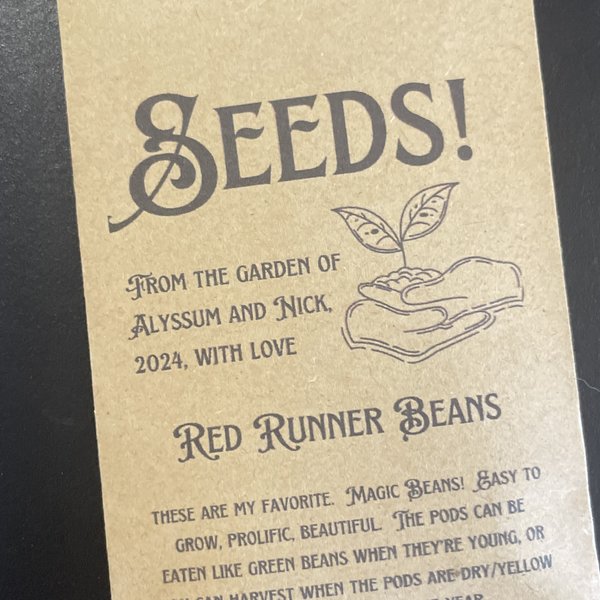 Seeds!
From the garden of
Alyssum and Nick,
2024, with love
Red Runner Beans
These are my favorite. Magic Beans! Easy to
grow, prolific, beautiful. The pods can be
eaten like green beans when they're young, or
can harvest when the pods are dry/yellow
year